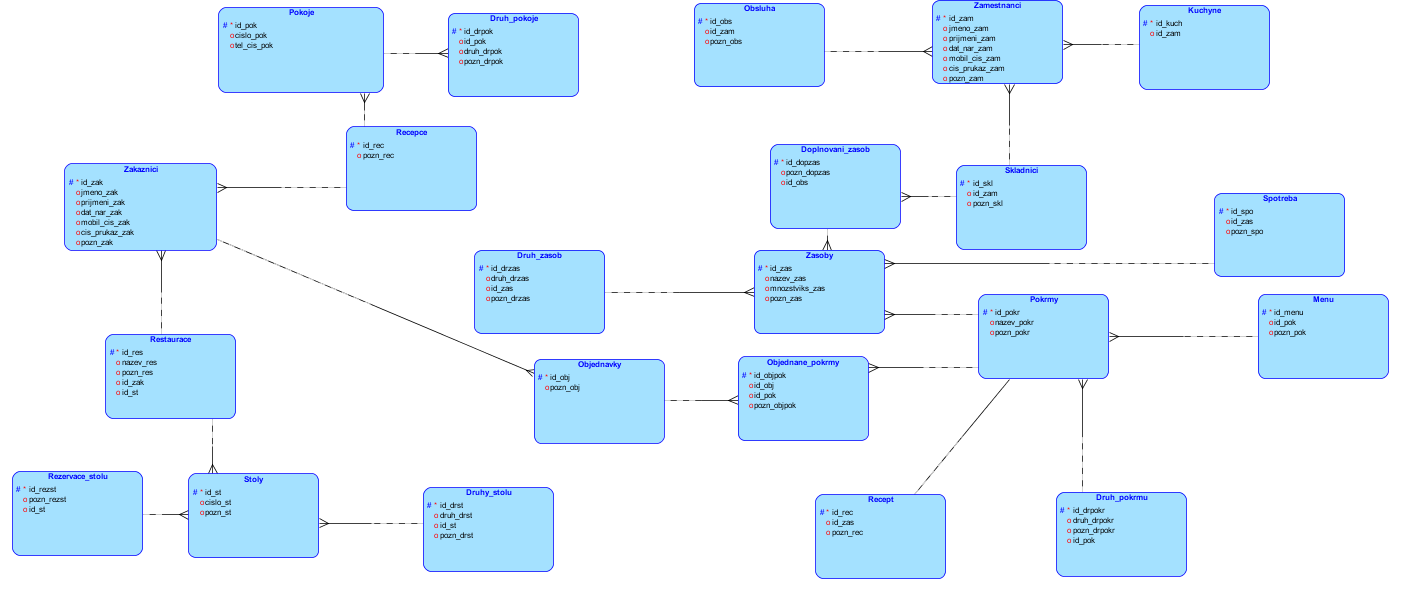 Pokoje
# * id_pok
o cislo_pok
o tel_cis_pok
Druh_pokoje
# * id_drpok
o id_pok
o druh_drpok
o pozn_drpok
Obsluha
# * id_obs
o id_zam
o pozn_obs
Zamestnanci
# * id_zam
o jmeno_zam
o prijmeni_zam
o dat_nar_zam
o mobil_cis_zam
o cis_prukaz_zam
o pozn_zam
Kuchyne
# * id_kuch
o id_zam
Recepce
# * id_rec
o pozn_rec
Zakaznici
# * id_zak
o jmeno_zak
o prijmeni_zak
o dat_nar_zak
o mobil_cis_zak
o cis_prukaz_zak
o pozn_zak
Doplnovani_zasob
# * id_dopzas
o pozn_dopzas
o id_obs
Skladnici
# * id_skl
o id_zam
o pozn_skl
Spotreba
# * id_spo
o id_zas
o pozn_spo
Druh_zasob
# * id_drzas
o druh_drzas
o id_zas
o pozn_drzas
Zasoby
# * id_zas
o nazev_zas
o mnozstviks_zas
o pozn_zas
Pokrmy
# * id_pokr
o nazev_pokr
o pozn_pokr
Menu
# * id_menu
o id_pok
o pozn_pok
Restaurace
# * id_res
o nazev_res
o pozn_res
o id_zak
o id_st
Objednavky
# * id_obj
o pozn_obj
Objednane_pokrmy
# * id_objpok
o id_obj
o id_pok
o pozn_objpok
Rezervace_stolu
# * id_rezst
o pozn_rezst
o id_st
Stoly
# * id_st
o cislo_st
o pozn_st
Druhy_stolu
# * id_drst
o druh_drst
o id_st
o pozn_drst
Recept
# * id_rec
o id_zas
o pozn_rec
Druh_pokrmu
# * id_drpokr
o druh_drpokr
o pozn_drpokr
o id_pok